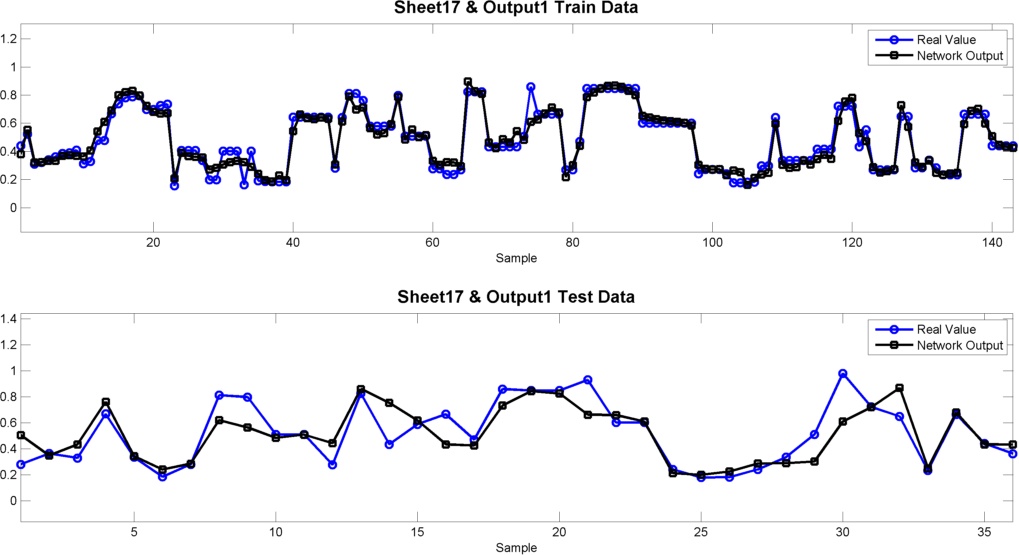 Sheet17 & Output1 Train Data
1.2
1
0.8
0.6
0.4
0.2
0
Real Value
Network Output
20 40 60 80 100 120 140
Sample
Sheet17 & Output1 Test Data
1.4
1.2
1
0.8
0.6
0.4
0.2
0
Real Value
Network Output
5 10 15 20 25 30 35
Sample